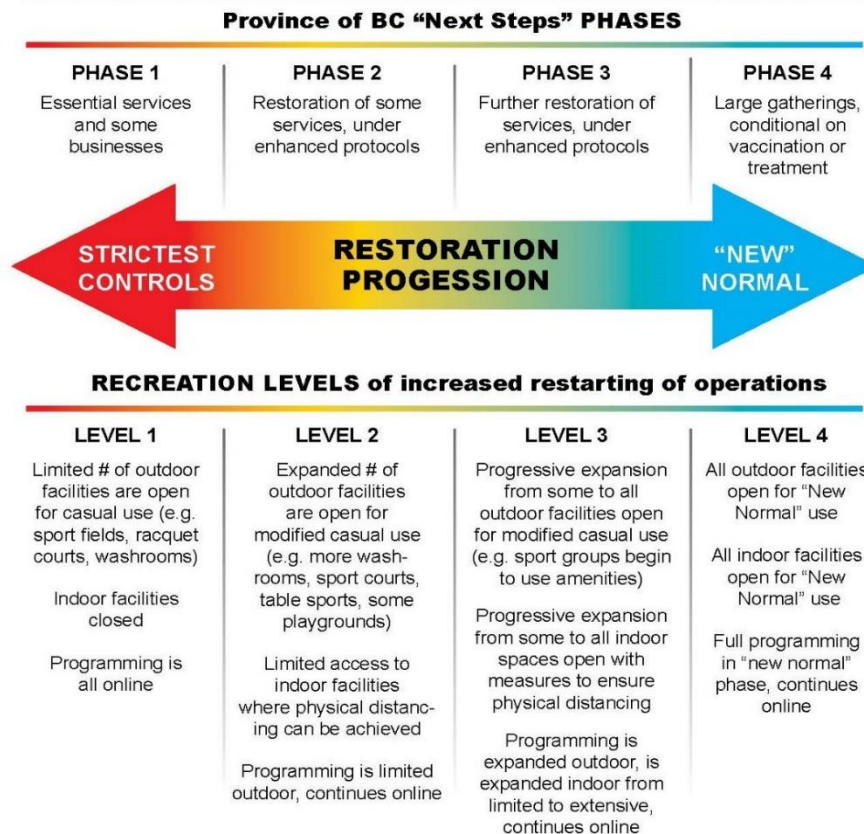 Province of BC “Next Steps” PHASES
PHASE 1
Essential services
and some
businesses
PHASE 2
Restoration of some
services, under
enhanced protocols
PHASE 3
Further restoration of
services, under
enhanced protocols
PHASE 4
Large gatherings,
conditional on
vaccination or
treatment
STRICTEST
CONTROLS
RESTORATION
PROGESSION
“NEW”
NORMAL
RECREATION LEVELS of increased restarting of operations
LEVEL 1
Limited # of outdoor
facilities are open
for casual use (e.g.
sport fields, racquet
courts, washrooms)
Indoor facilities
closed
Programming is
all online
LEVEL 2
Expanded # of
outdoor facilities
are open for
modified casual use
(e.g. more wash-
rooms, sport courts,
table sports, some
playgrounds)
Limited access to
indoor facilities
where physical distanc-
ing can be achieved
Programming is limited
outdoor, continues online
LEVEL 3
Progressive expansion
from some to all
outdoor facilities open
for modified casual use
(e.g. sport groups begin
to use amenities)
Progressive expansion
from some to all indoor
spaces open with
measures to ensure
physical distancing
Programming is
expanded outdoor, is
expanded indoor from
limited to extensive,
continues online
LEVEL 4
All outdoor facilities
open for “New
Normal” use
All indoor facilities
open for “New
Normal” use
Full programming
in “new normal”
phase, continues
online